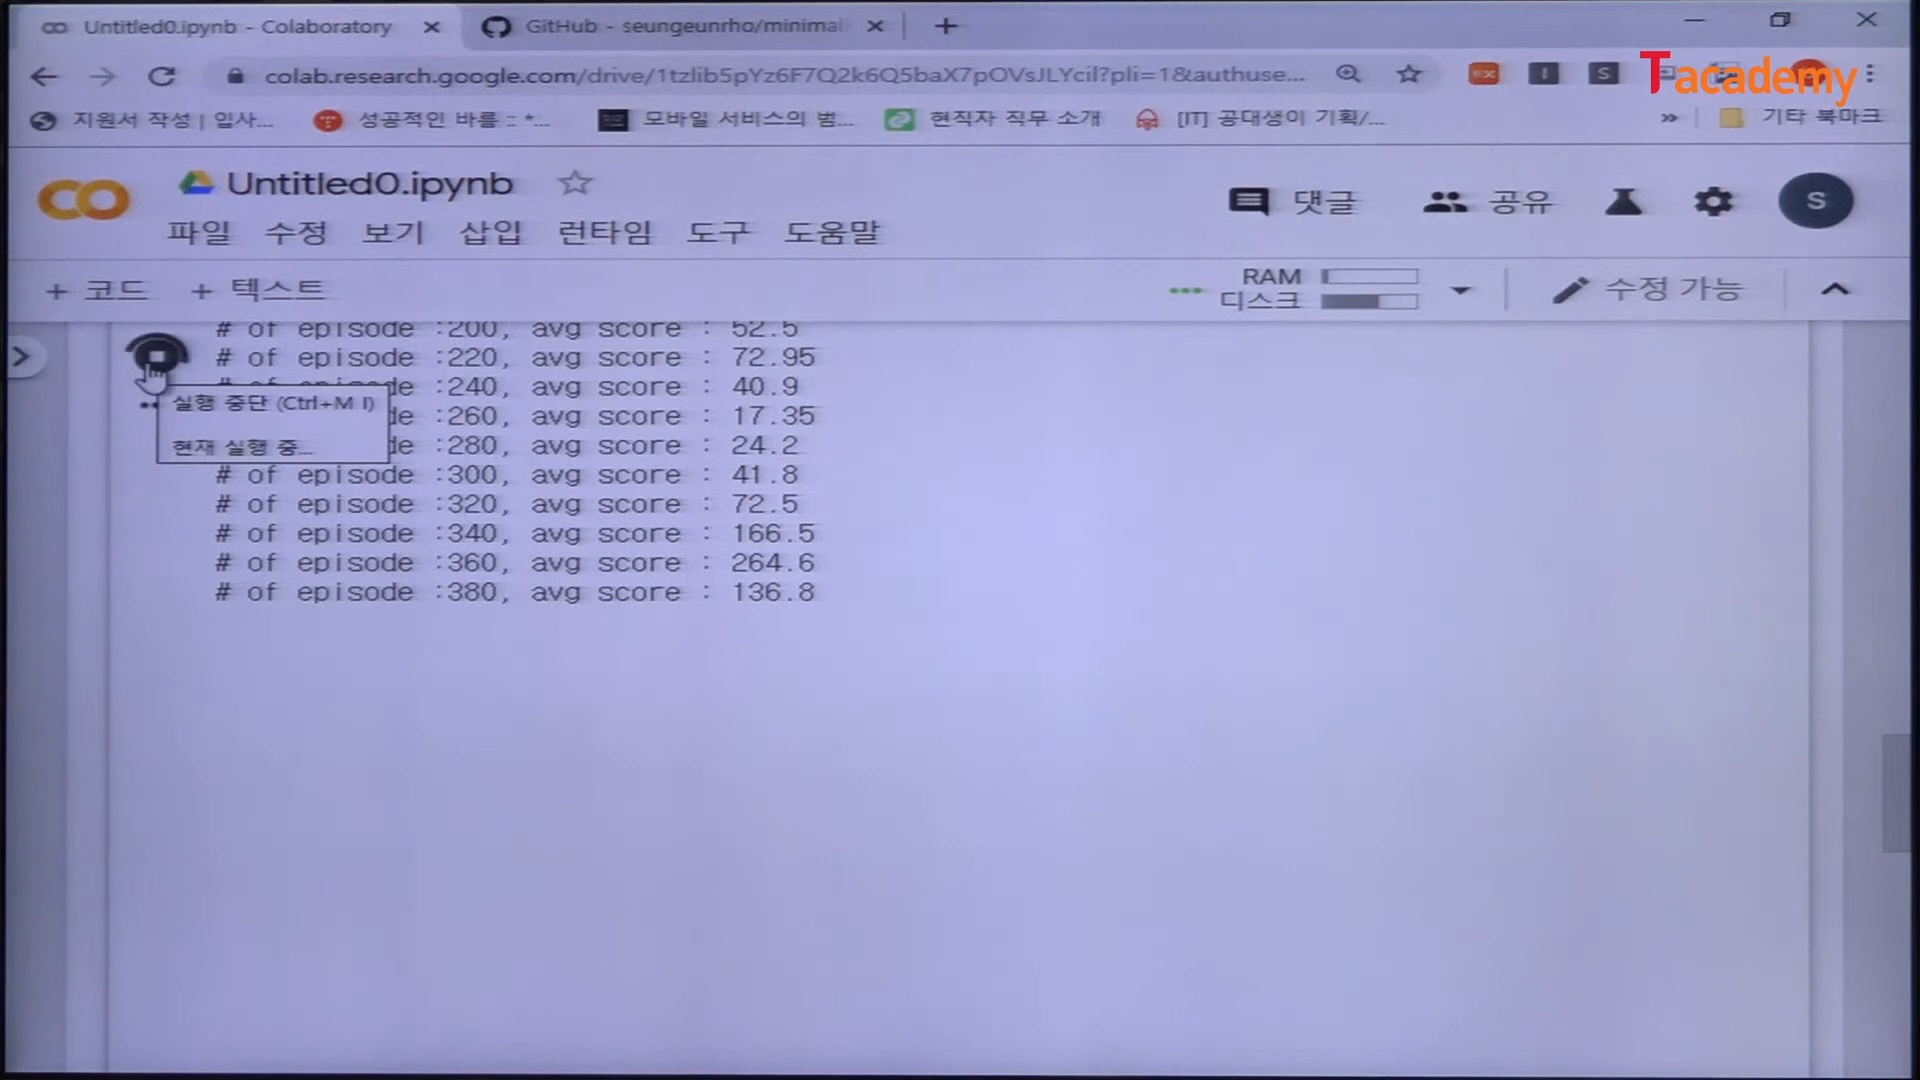 Untitled0.ipynb - Colaboratory
GitHub - seungeunrho/minimal
colab.research.google.com/drive/1tzlib5pYz6F7Q2k6Q5baX7pOVsJLYcil?pli=1&authuse...
Tacademy
지원서 작성 | 입사...
성공적인 바름 :: *...
모바일 서비스의 범...
현직자 직무 소개
[IT] 공대생이 기획/...
»
기타 북마크
CO
Untitled0.ipynb
댓글
공유
S
파일 수정 보기 삽입 런타임 도구 도움말
+ 코드 + 텍스트
RAM
디스크
수정 가능
# of episode :200, avg score : 52.5
# of episode :220, avg score : 72.95
de :240, avg score : 40.9
실행 중단 (Ctrl+M I)
de :260, avg score : 17.35
현재 실행 중...
de :280, avg score : 24.2
# of episode :300, avg score : 41.8
# of episode :320, avg score : 72.5
# of episode :340, avg score : 166.5
# of episode :360, avg score : 264.6
# of episode :380, avg score : 136.8